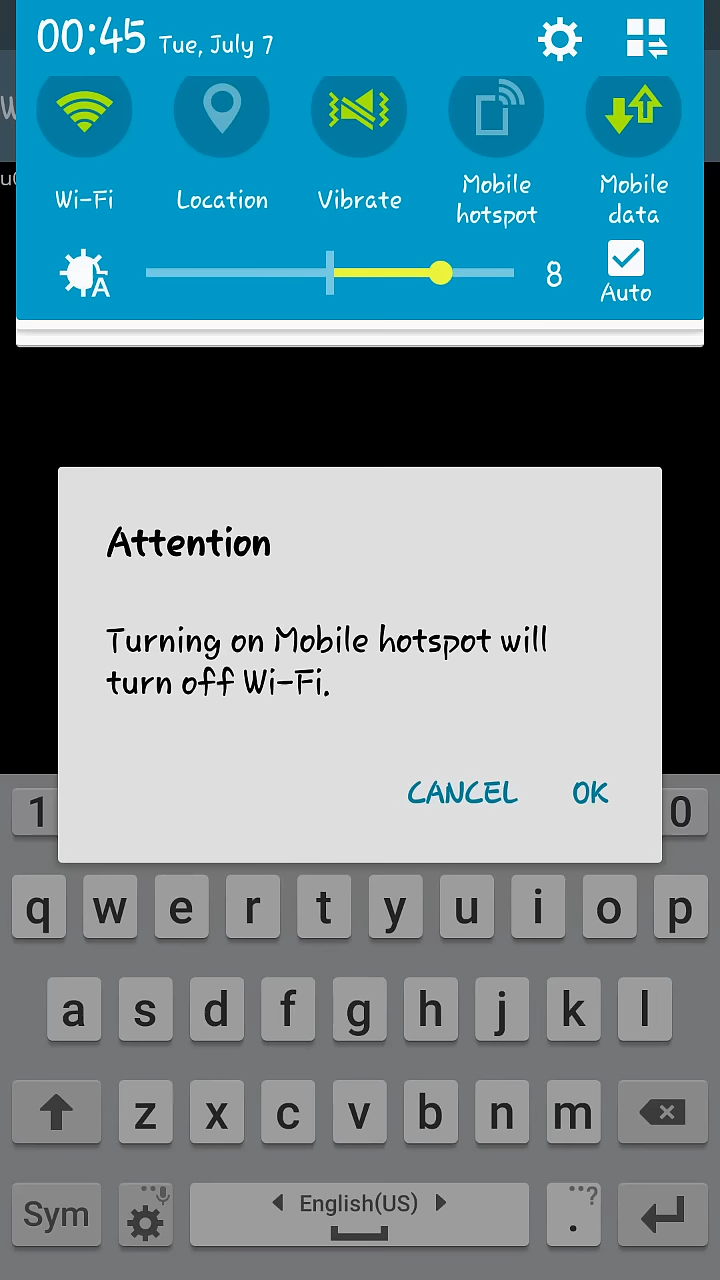 00:45 Tue, July 7
Wi-Fi Location Vibrate Mobile hotspot Mobile data
8 Auto
Attention
Turning on Mobile hotspot will
turn off Wi-Fi.
CANCEL OK
1 0
q w e r t y u i o p
a s d f g h j k l
z x c v b n m
Sym English(US) . ?